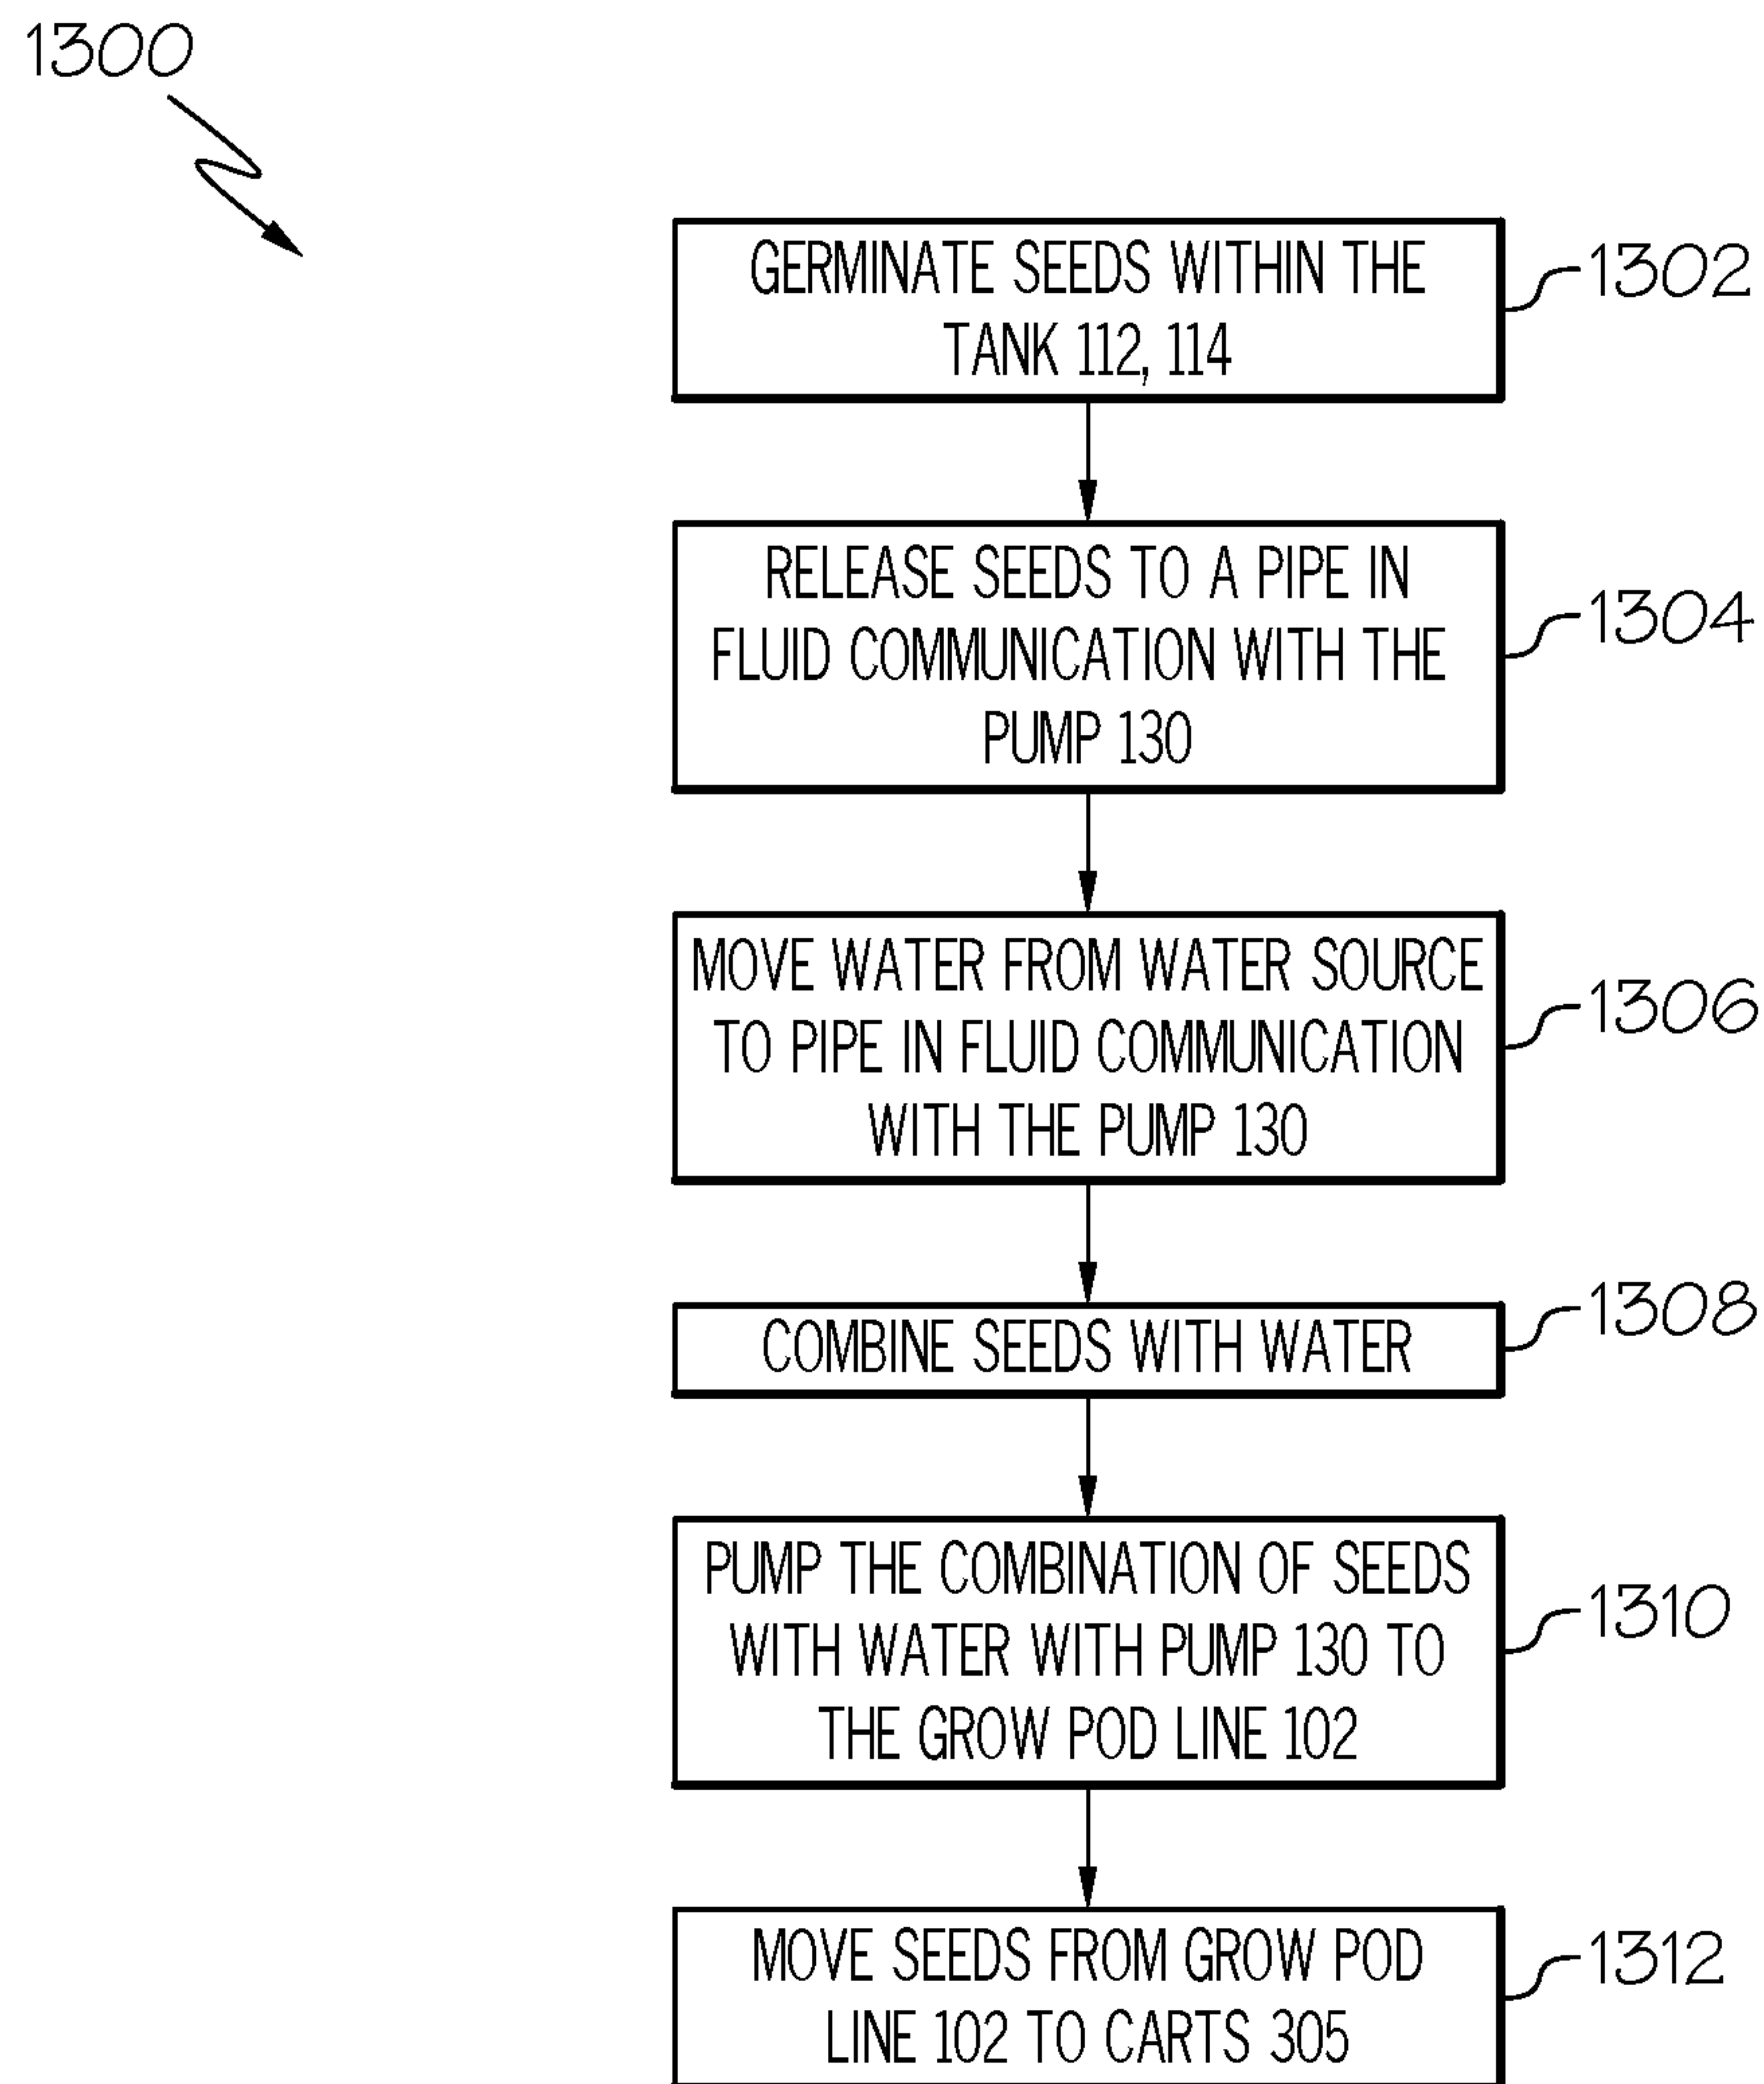 1300
GERMINATE SEEDS WITHIN THE
TANK 112, 114
1302
RELEASE SEEDS TO A PIPE IN
FLUID COMMUNICATION WITH THE
PUMP 130
1304
MOVE WATER FROM WATER SOURCE
TO PIPE IN FLUID COMMUNICATION
WITH THE PUMP 130
1306
COMBINE SEEDS WITH WATER
1308
PUMP THE COMBINATION OF SEEDS
WITH WATER WITH PUMP 130 TO
THE GROW POD LINE 102
1310
MOVE SEEDS FROM GROW POD
LINE 102 TO CARTS 305
1312